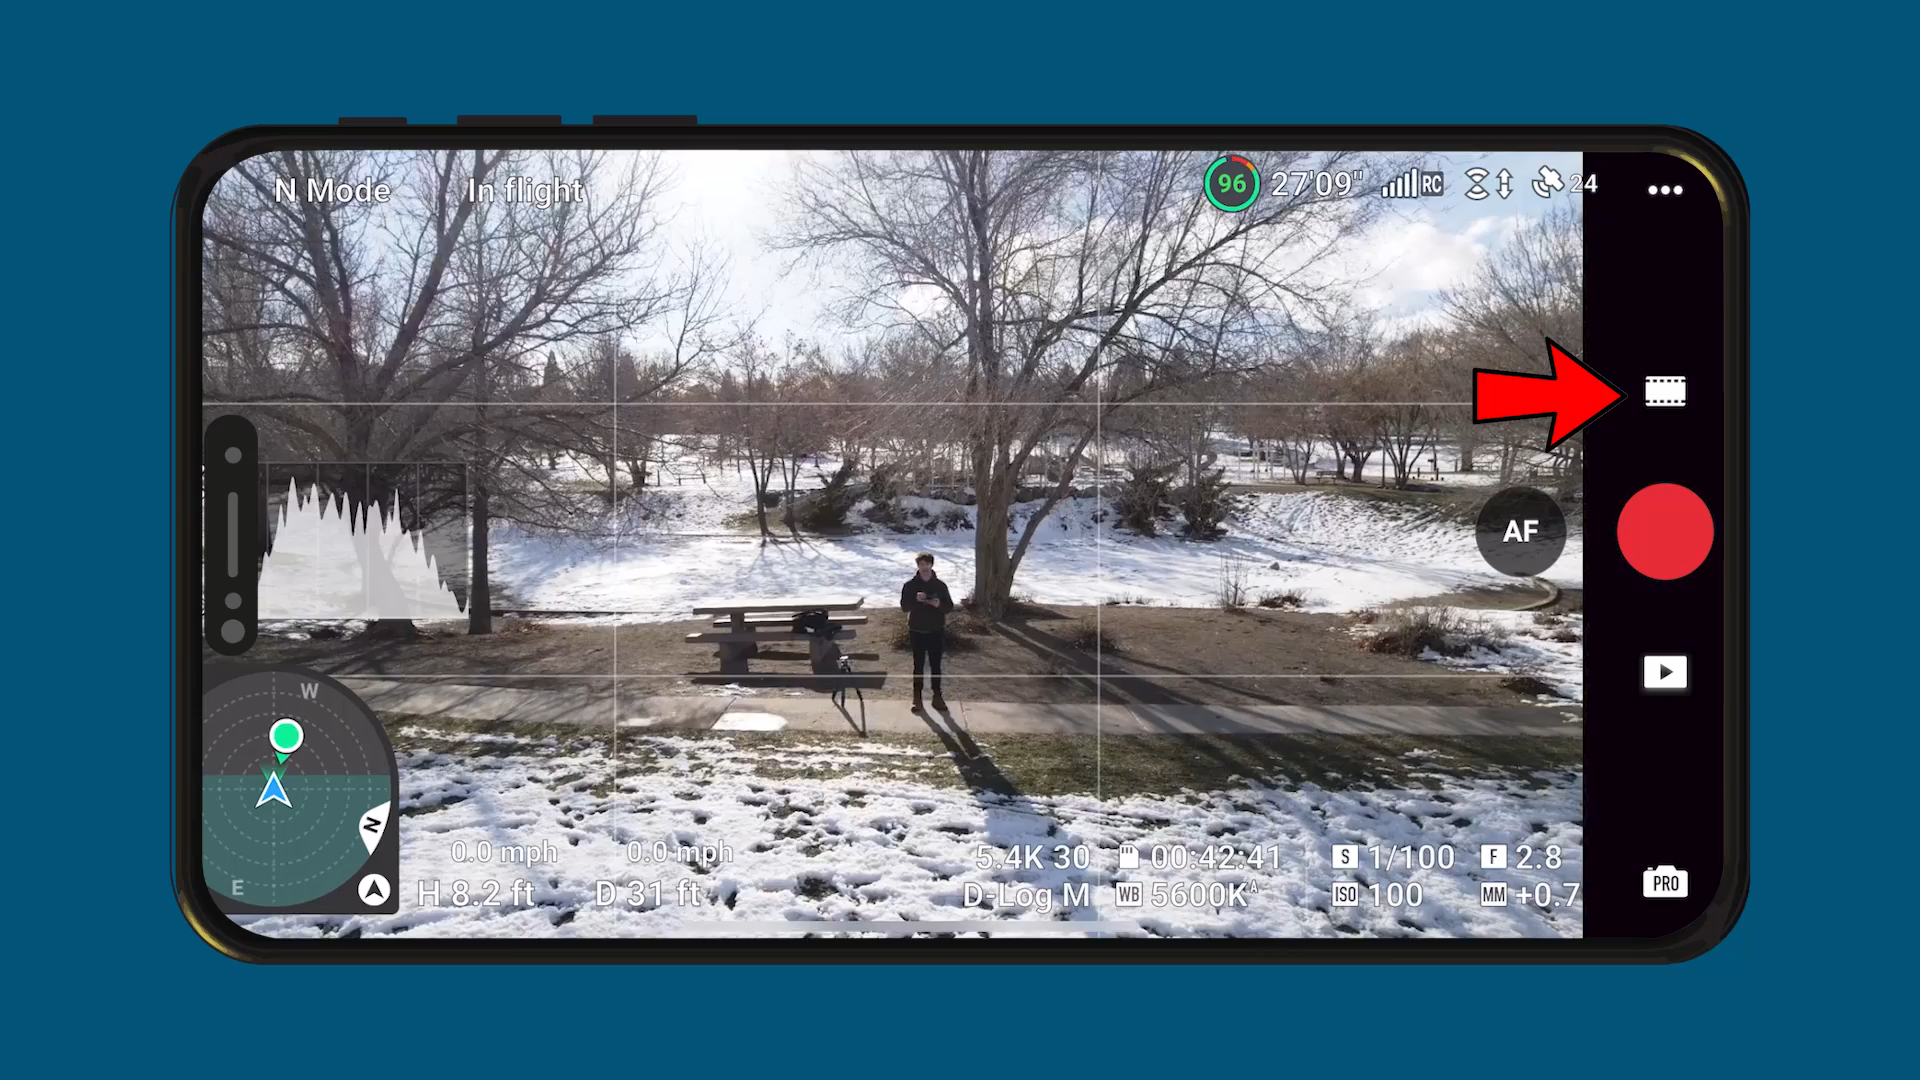 N Mode In flight 96 27'09" RC 24
AF
W
N
E
0.0 mph 0.0 mph 5.4K 30 00:42:41 S 1/100 F 2.8
H 8.2 ft D 31 ft D-Log M WB 5600K A ISO 100 MM +0.7
PRO